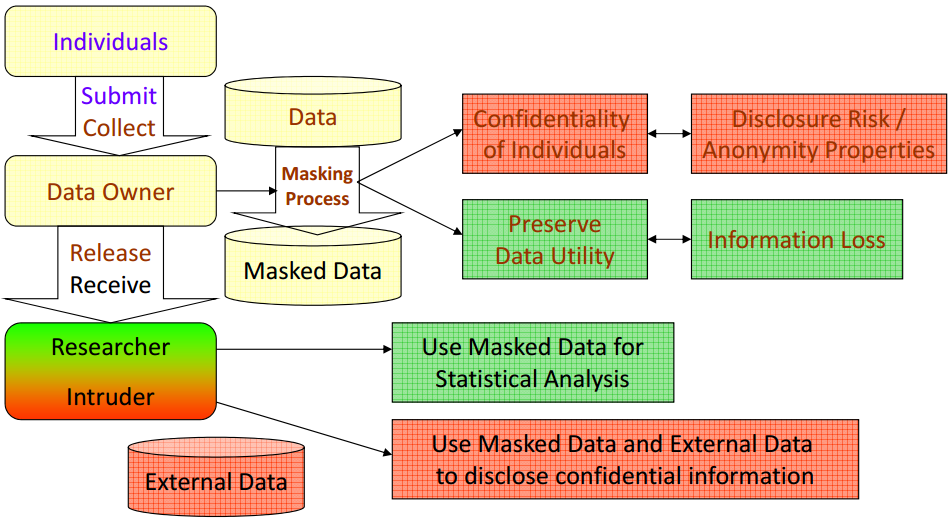 Individuals
Submit
Collect
Data
Confidentiality
of Individuals
Disclosure Risk /
Anonymity Properties
Data Owner
Masking
Process
Preserve
Data Utility
Information Loss
Release
Receive
Masked Data
Researcher
Intruder
Use Masked Data for
Statistical Analysis
Use Masked Data and External Data
to disclose confidential information
External Data